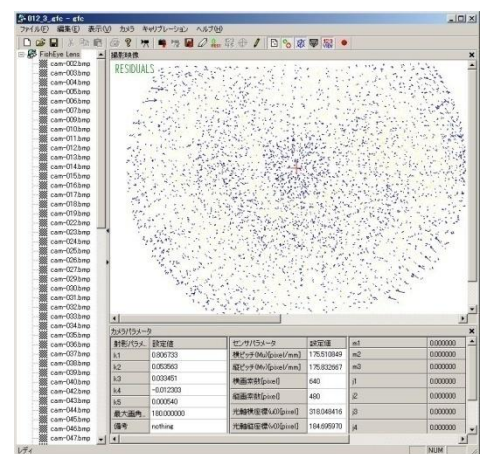 012_3_gfc - gfc
ファイル(F) 編集(E) 表示(V) カメラ キャリブレーション ヘルプ(H)
FishEye Lens
cam-002.bmp
cam-003.bmp
cam-004.bmp
cam-005.bmp
cam-006.bmp
cam-007.bmp
cam-009.bmp
cam-010.bmp
cam-011.bmp
cam-012.bmp
cam-013.bmp
cam-014.bmp
cam-015.bmp
cam-016.bmp
cam-017.bmp
cam-018.bmp
cam-019.bmp
cam-020.bmp
cam-021.bmp
cam-022.bmp
cam-023.bmp
cam-024.bmp
cam-025.bmp
cam-026.bmp
cam-027.bmp
cam-028.bmp
cam-029.bmp
cam-030.bmp
cam-031.bmp
cam-032.bmp
cam-033.bmp
cam-034.bmp
cam-035.bmp
cam-036.bmp
cam-037.bmp
cam-038.bmp
cam-039.bmp
cam-040.bmp
cam-042.bmp
cam-043.bmp
cam-044.bmp
cam-045.bmp
cam-046.bmp
cam-047.bmp
撮影映像
RESIDUALS
カメラパラメータ
射影パラメ.. 設定値
k1 0.806733
k2 0.053563
k3 0.033451
k4 -0.012303
k5 0.000540
最大画角.. 180.000000
備考 nothing
センサパラメータ 設定値
横ピッチ(Mu)[pixel/mm] 175.510849
縦ピッチ(Mv)[pixel/mm] 175.832667
横画素数[pixel] 640
縦画素数[pixel] 480
光軸横座標(u0)[pixel] 318.048416
光軸縦座標(v0)[pixel] 184.695970
m1 0.000000
m2 0.000000
m3 0.000000
j1 0.000000
j2 0.000000
j3 0.000000
j4 0.000000
レディ
NUM